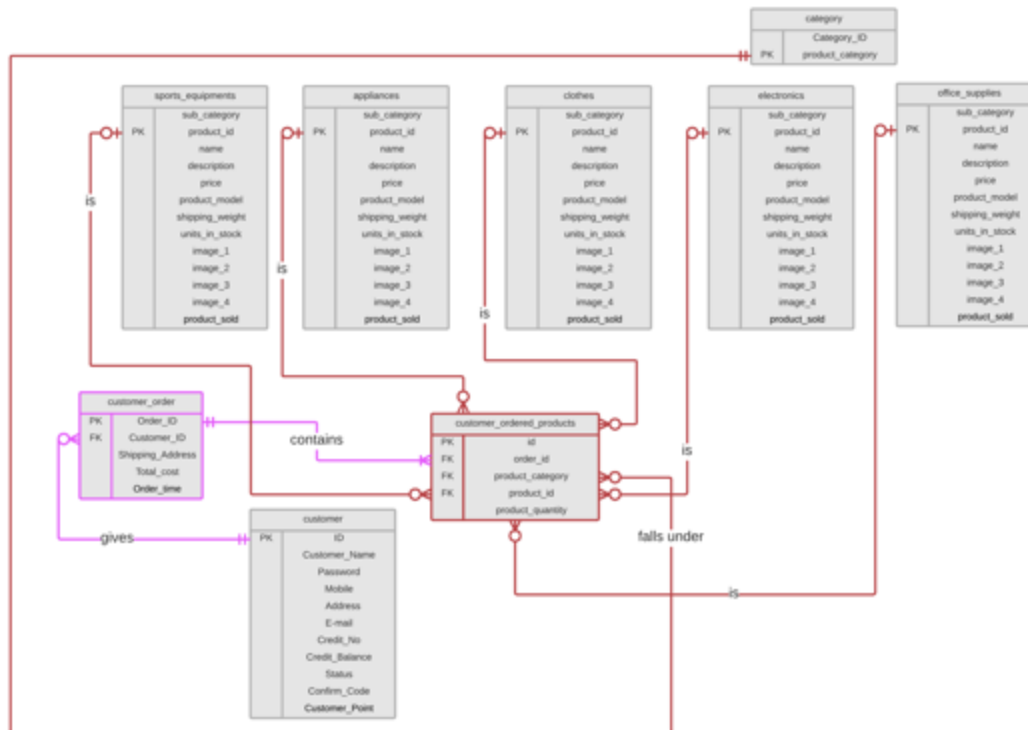 category
Category_ID
PK product_category
sports_equipments
sub_category
PK product_id
name
description
price
product_model
shipping_weight
units_in_stock
image_1
image_2
image_3
image_4
product_sold
appliances
sub_category
PK product_id
name
description
price
product_model
shipping_weight
units_in_stock
image_1
image_2
image_3
image_4
product_sold
clothes
sub_category
PK product_id
name
description
price
product_model
shipping_weight
units_in_stock
image_1
image_2
image_3
image_4
product_sold
electronics
sub_category
PK product_id
name
description
price
product_model
shipping_weight
units_in_stock
image_1
image_2
image_3
image_4
product_sold
office_supplies
sub_category
PK product_id
name
description
price
product_model
shipping_weight
units_in_stock
image_1
image_2
image_3
image_4
product_sold
is
is
is
is
customer_order
PK Order_ID
FK Customer_ID
Shipping_Address
Total_cost
Order_time
contains
customer_ordered_products
PK id
FK order_id
FK product_category
FK product_id
product_quantity
falls under
is
gives
customer
PK ID
Customer_Name
Password
Mobile
Address
E-mail
Credit_No
Credit_Balance
Status
Confirm_Code
Customer_Point